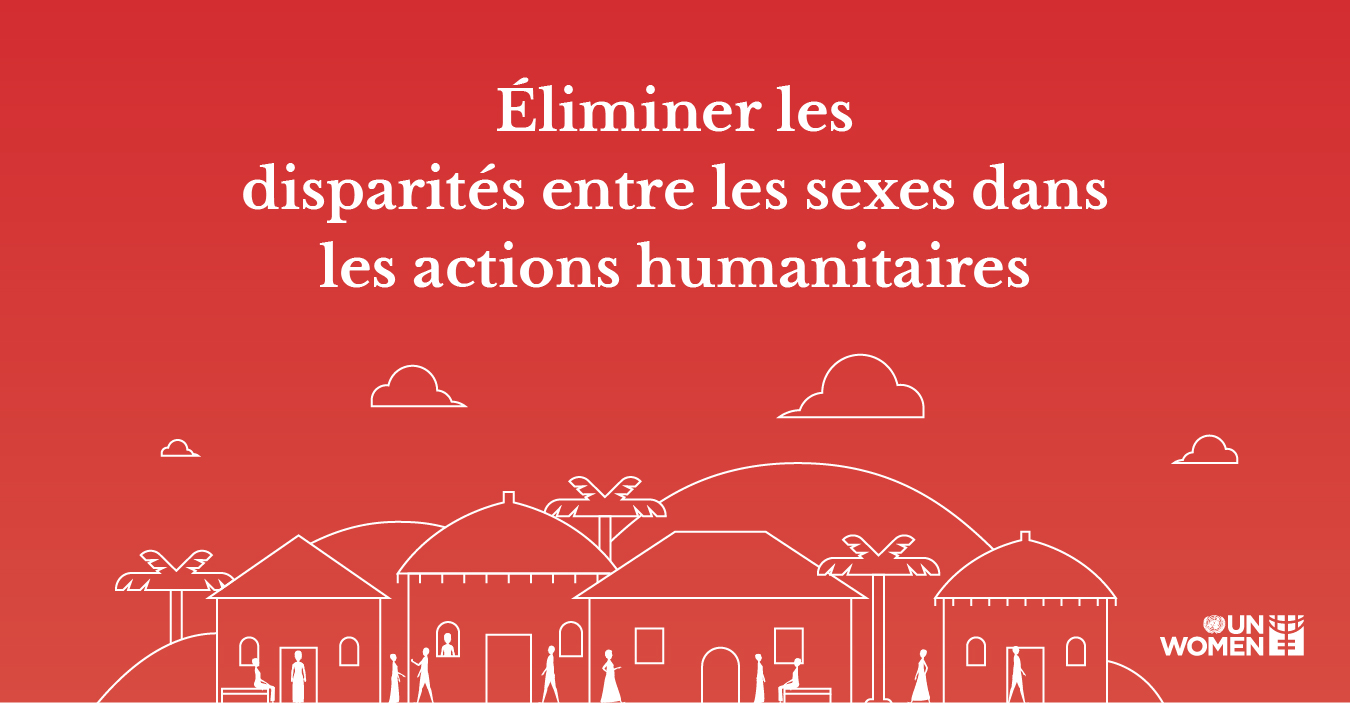 Éliminer les
disparités entre les sexes dans
les actions humanitaires
UN
WOMEN